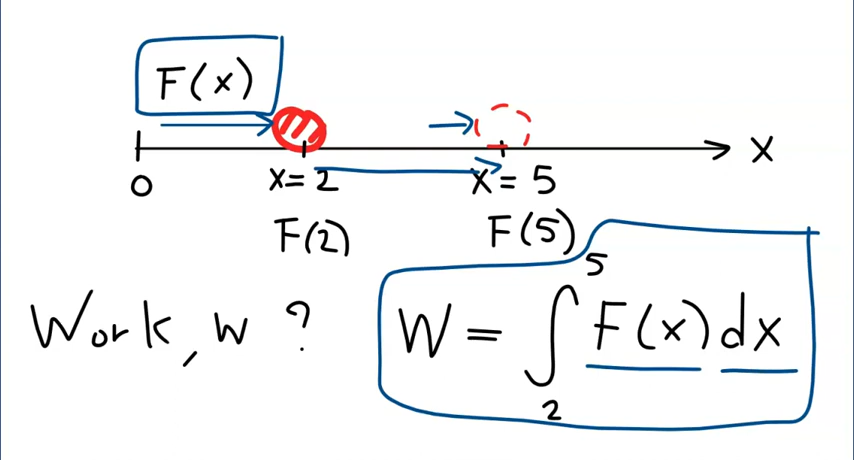 F(x)
0 x=2 x=5 x
F(2) F(5)
Work, w ? W = ∫₂⁵ F(x) dx